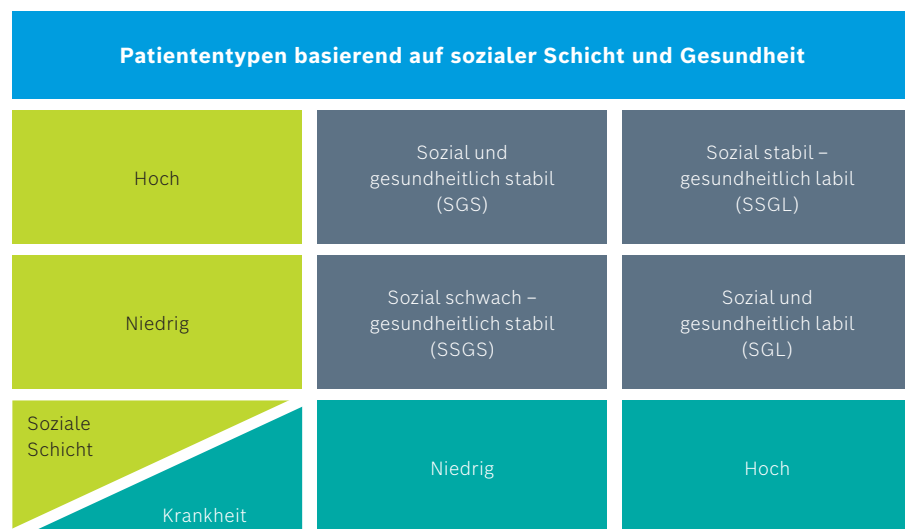 Patiententypen basierend auf sozialer Schicht und Gesundheit
Hoch
Sozial und
gesundheitlich stabil
(SGS)
Sozial stabil –
gesundheitlich labil
(SSGL)
Niedrig
Sozial schwach –
gesundheitlich stabil
(SSGS)
Sozial und
gesundheitlich labil
(SGL)
Soziale
Schicht
Krankheit
Niedrig
Hoch